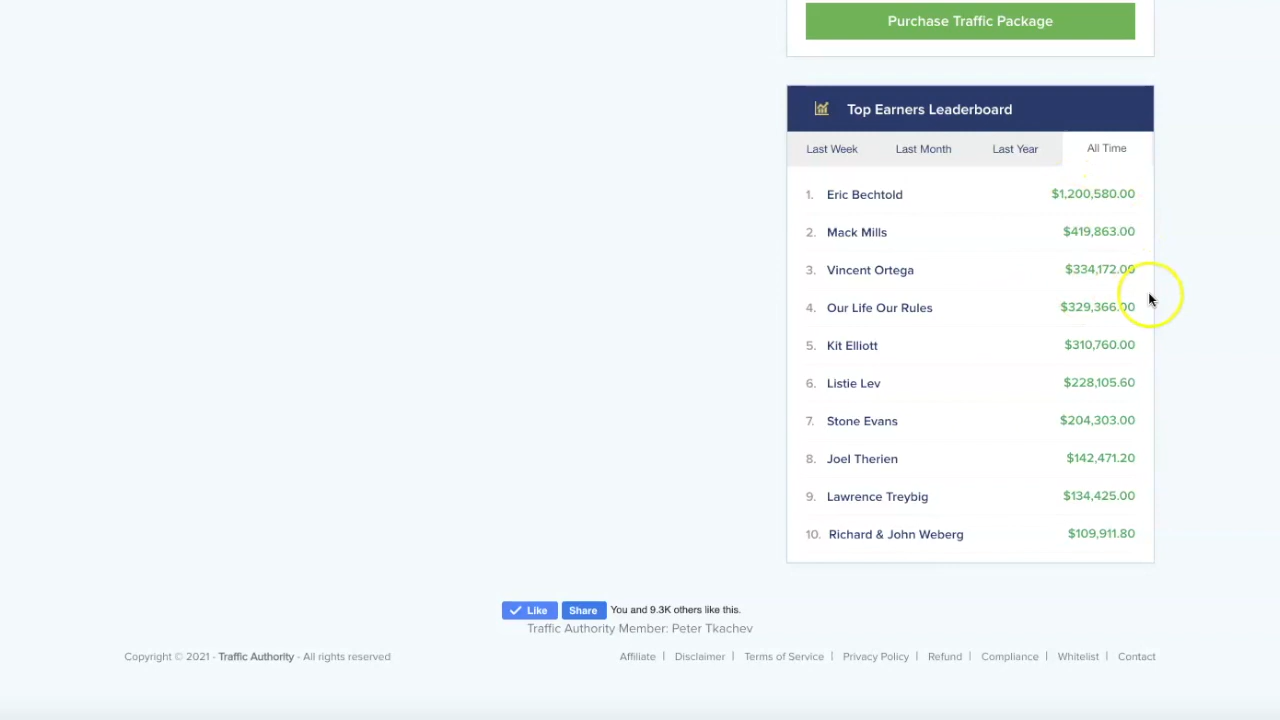 Purchase Traffic Package
Top Earners Leaderboard
Last Week Last Month Last Year All Time
1. Eric Bechtold $1,200,580.00
2. Mack Mills $419,863.00
3. Vincent Ortega $334,172.00
4. Our Life Our Rules $329,366.00
5. Kit Elliott $310,760.00
6. Listie Lev $228,105.60
7. Stone Evans $204,303.00
8. Joel Therien $142,471.20
9. Lawrence Treybig $134,425.00
10. Richard & John Weberg $109,911.80
Like Share You and 9.3K others like this.
Traffic Authority Member: Peter Tkachev
Copyright © 2021 - Traffic Authority - All rights reserved Affiliate | Disclaimer | Terms of Service | Privacy Policy | Refund | Compliance | Whitelist | Contact